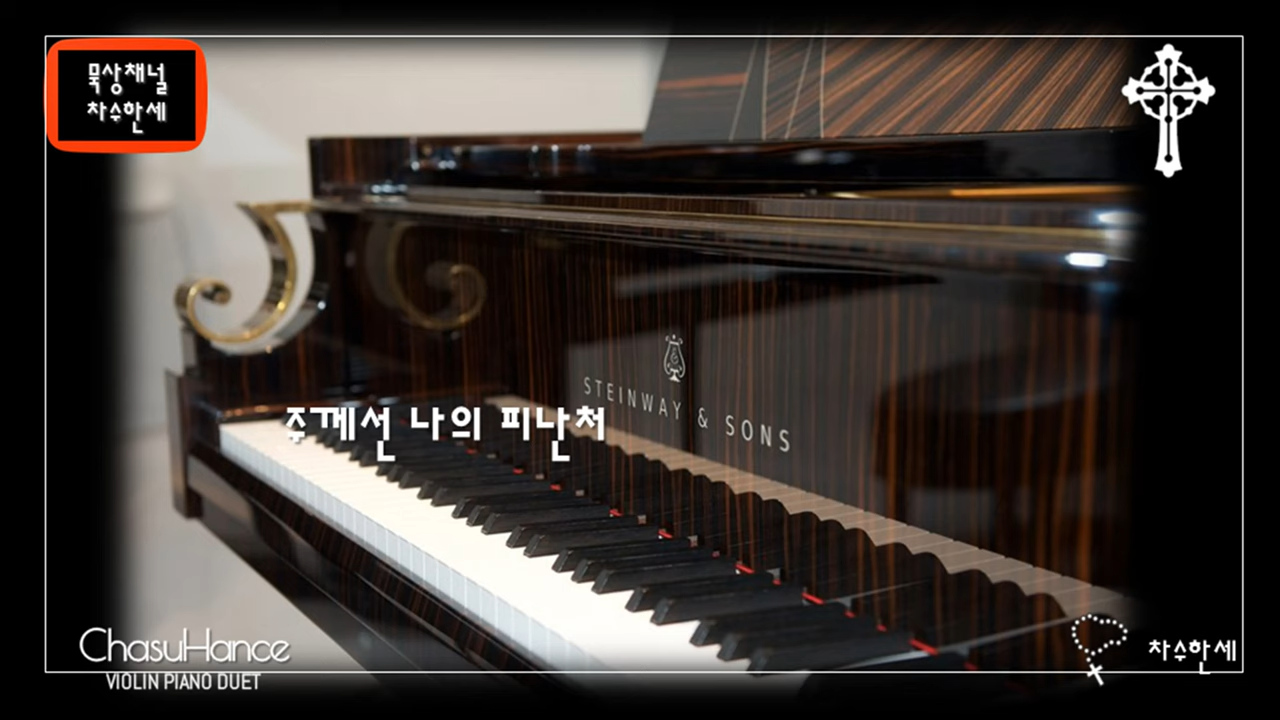 묵상채널
차수한세
STEINWAY & SONS
주께선 나의 피난처
ChasuHance
VIOLIN PIANO DUET
차수한세